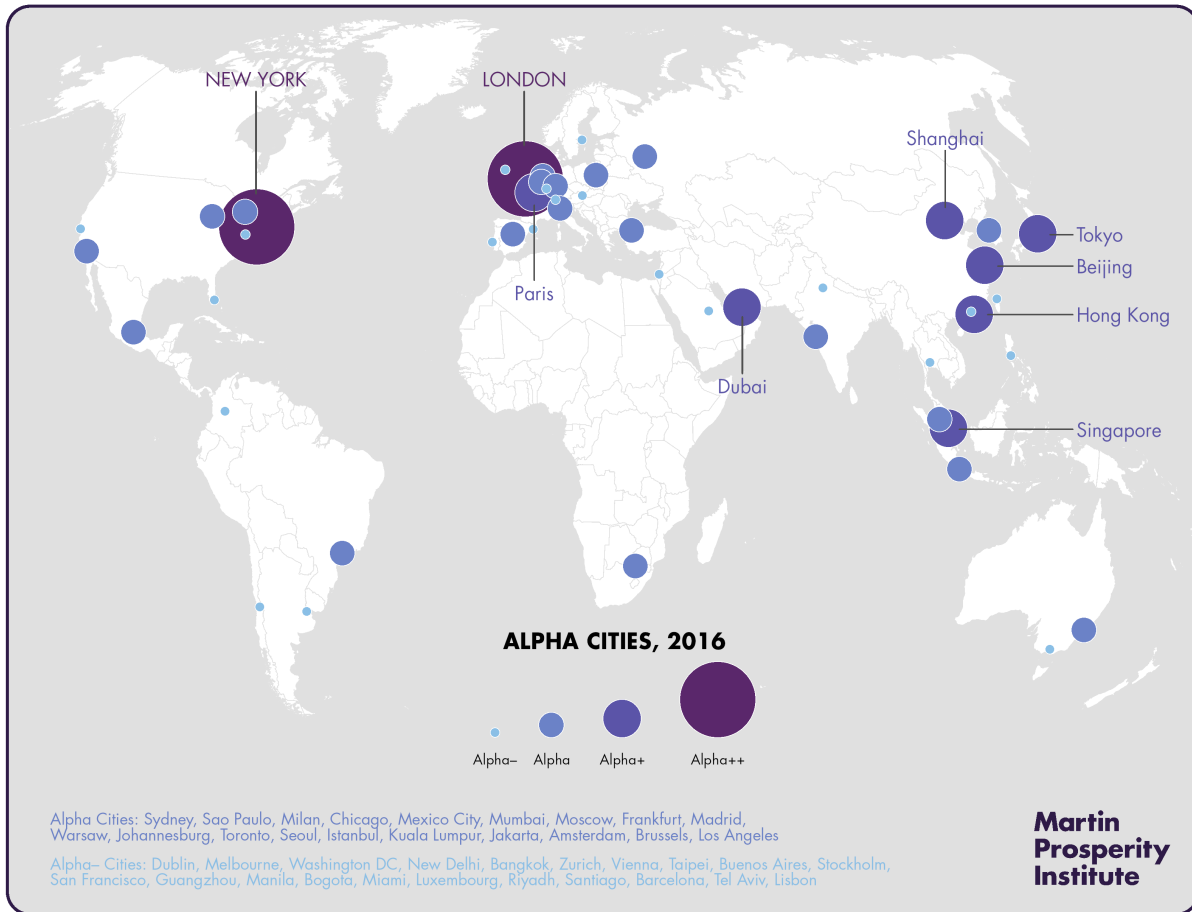 NEW YORK
LONDON
Shanghai
Tokyo
Beijing
Paris
Hong Kong
Dubai
Singapore
ALPHA CITIES, 2016
Alpha– Alpha Alpha+ Alpha++
Alpha Cities: Sydney, Sao Paulo, Milan, Chicago, Mexico City, Mumbai, Moscow, Frankfurt, Madrid,
Warsaw, Johannesburg, Toronto, Seoul, Istanbul, Kuala Lumpur, Jakarta, Amsterdam, Brussels, Los Angeles
Alpha– Cities: Dublin, Melbourne, Washington DC, New Delhi, Bangkok, Zurich, Vienna, Taipei, Buenos Aires, Stockholm,
San Francisco, Guangzhou, Manila, Bogota, Miami, Luxembourg, Riyadh, Santiago, Barcelona, Tel Aviv, Lisbon
Martin
Prosperity
Institute